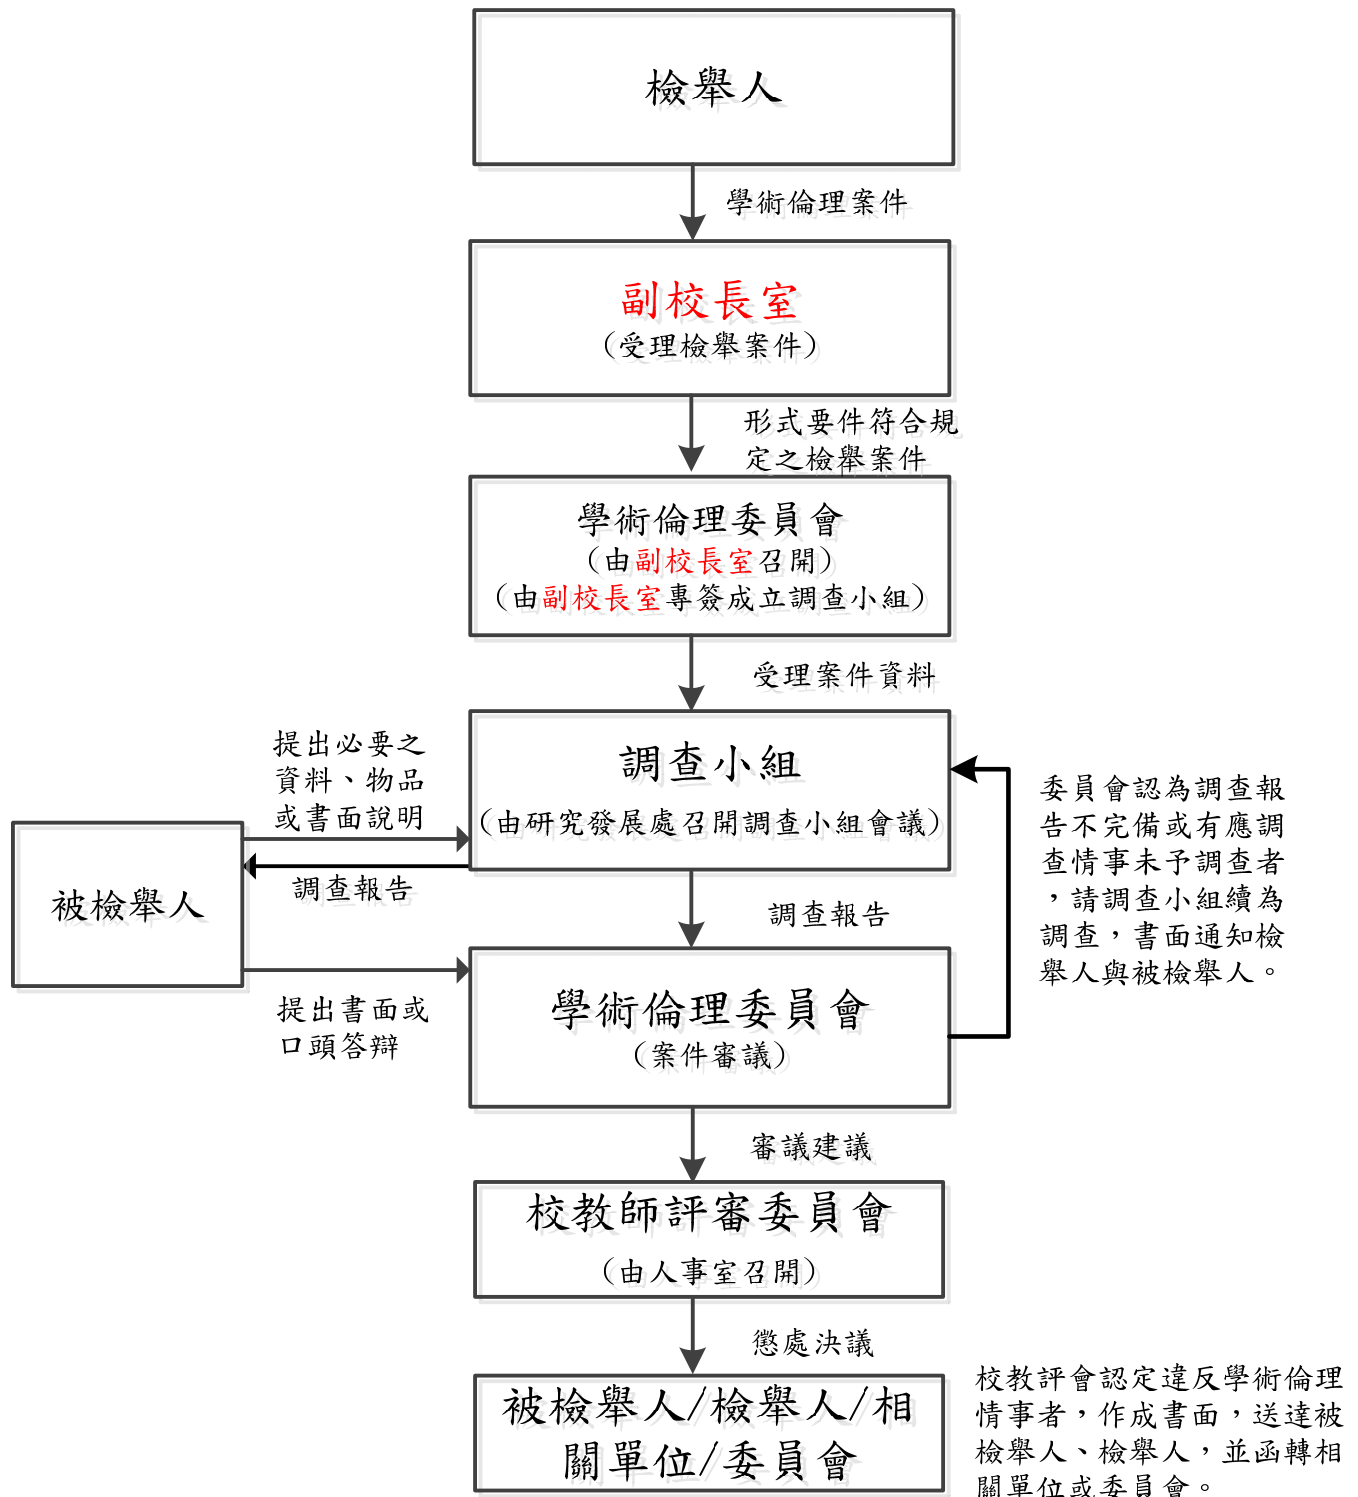 檢舉人
學術倫理案件
副校長室
（受理檢舉案件）
形式要件符合規
定之檢舉案件
學術倫理委員會
（由副校長室召開）
（由副校長室專簽成立調查小組）
受理案件資料
提出必要之
資料、物品
或書面說明
調查小組
（由研究發展處召開調查小組會議）
委員會認為調查報
告不完備或有應調
查情事未予調查者
，請調查小組續為
調查，書面通知檢
舉人與被檢舉人。
被檢舉人
調查報告
調查報告
提出書面或
口頭答辯
學術倫理委員會
（案件審議）
審議建議
校教師評審委員會
（由人事室召開）
懲處決議
被檢舉人/檢舉人/相
關單位/委員會
校教評會認定違反學術倫理
情事者，作成書面，送達被
檢舉人、檢舉人，並函轉相
關單位或委員會。